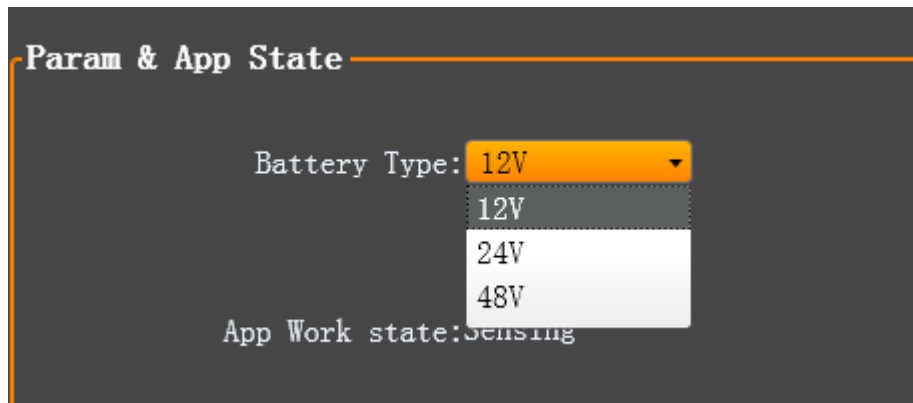 Param & App State
Battery Type: 12V
12V
24V
48V
App Work state:Sensing